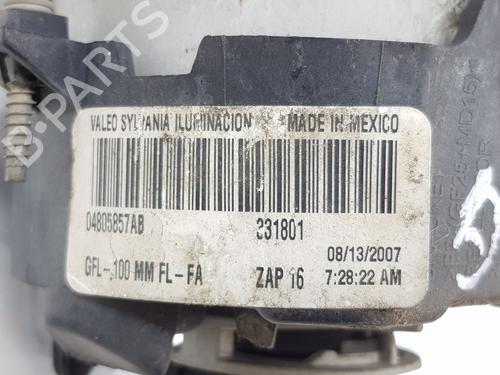 B-PARTS
VALEO SYLVANIA ILUMINACION MADE IN MEXICO
04805857AB 231801
08/13/2007
GFL-.100 MM FL-FA ZAP 16 7:28:22 AM